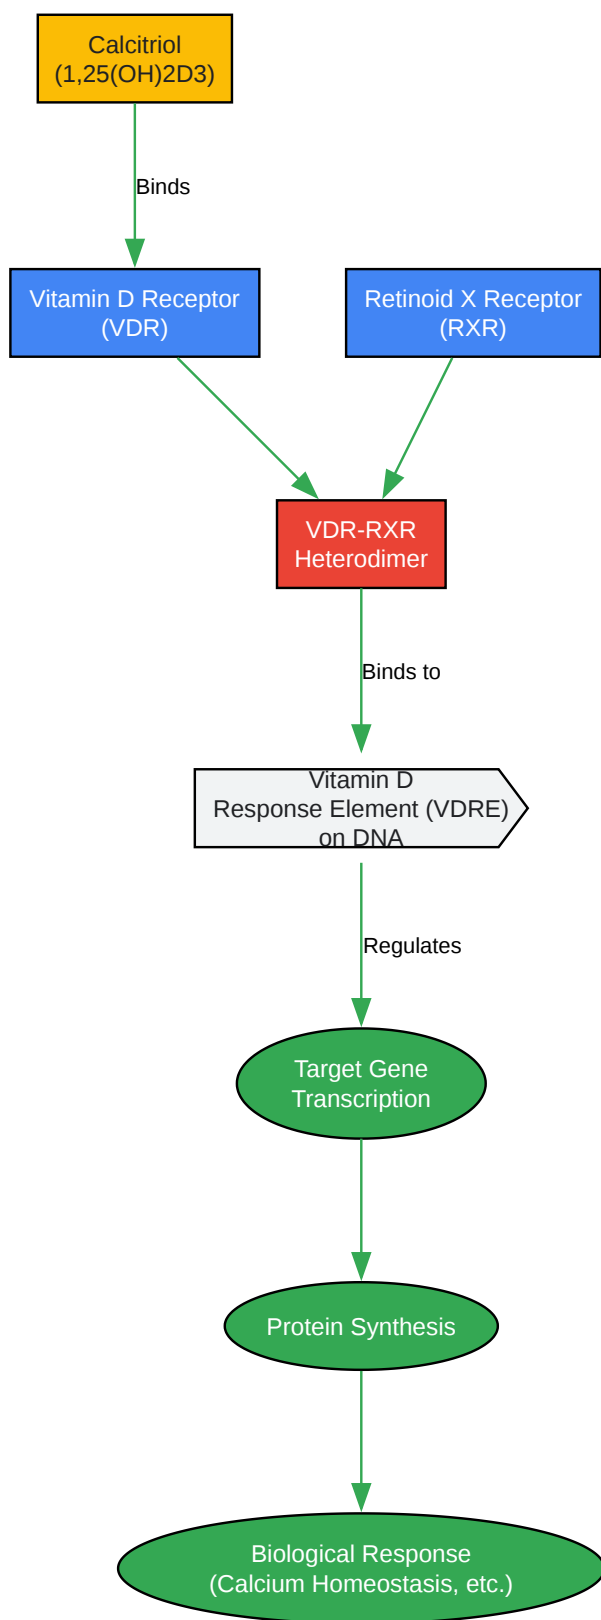 Calcitriol
(1,25(OH)2D3)
Binds
Vitamin D Receptor
(VDR)
Retinoid X Receptor
(RXR)
VDR-RXR
Heterodimer
Binds to
Vitamin D
Response Element (VDRE)
on DNA
Regulates
Target Gene
Transcription
Protein Synthesis
Biological Response
(Calcium Homeostasis, etc.)